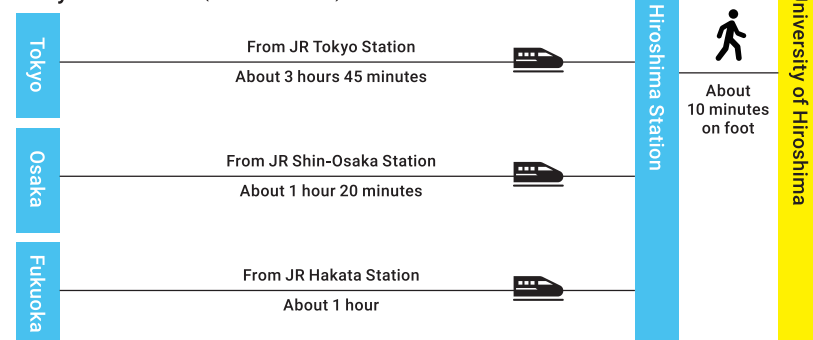 Tokyo
From JR Tokyo Station
About 3 hours 45 minutes
Osaka
From JR Shin-Osaka Station
About 1 hour 20 minutes
Fukuoka
From JR Hakata Station
About 1 hour
Hiroshima Station
About
10 minutes
on foot
University of Hiroshima